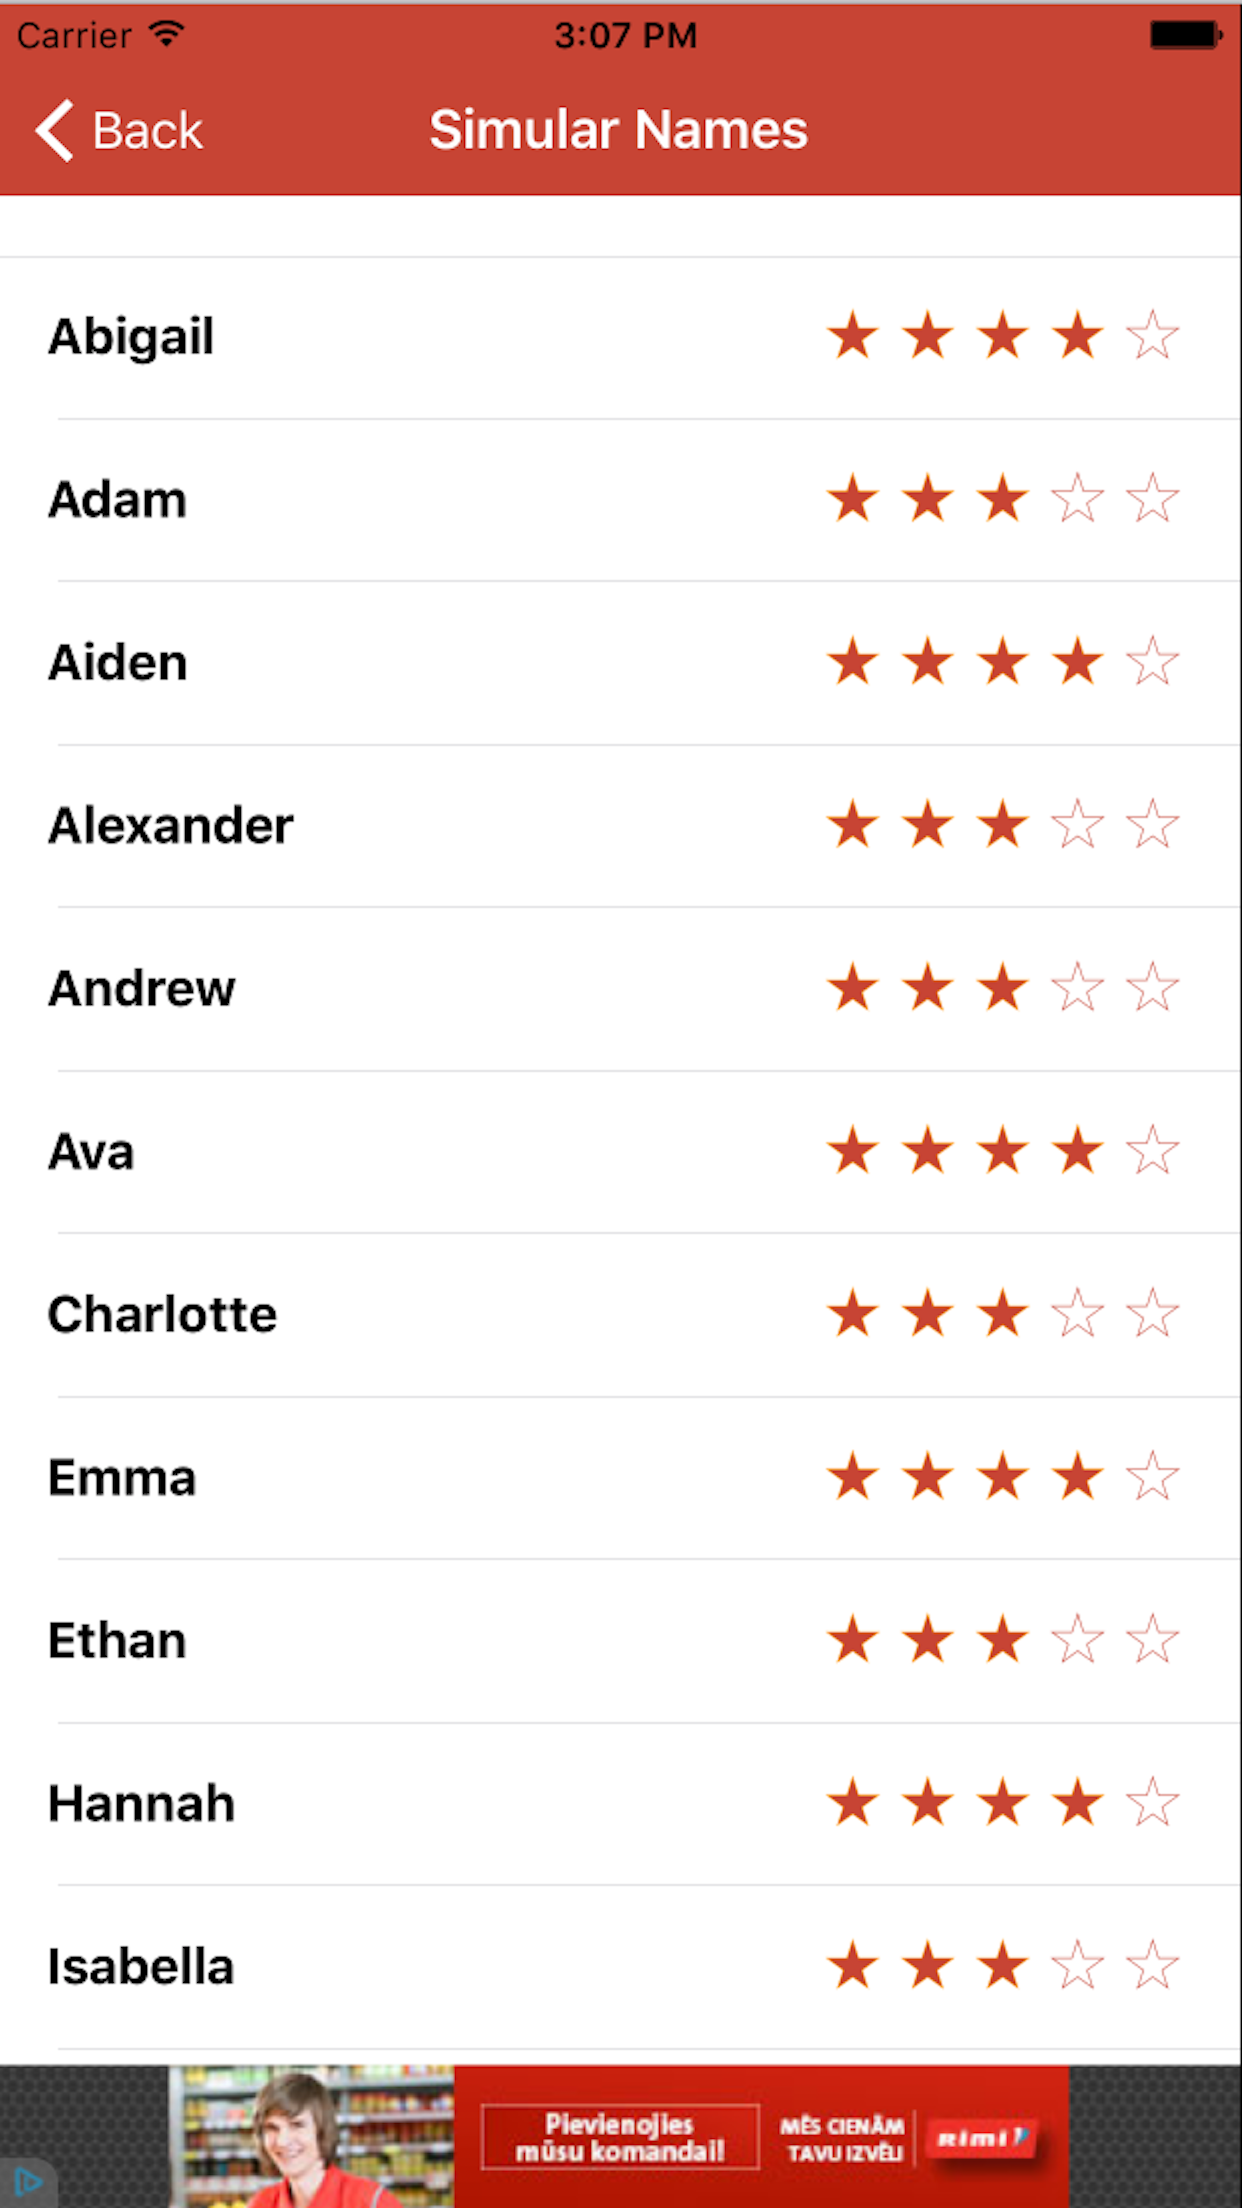 Carrier 3:07 PM
Back Simular Names
Abigail
Adam
Aiden
Alexander
Andrew
Ava
Charlotte
Emma
Ethan
Hannah
Isabella
Pievienojies
mūsu komandai!
MĒS CIENĀM
TAVU IZVĒLI
RIMI